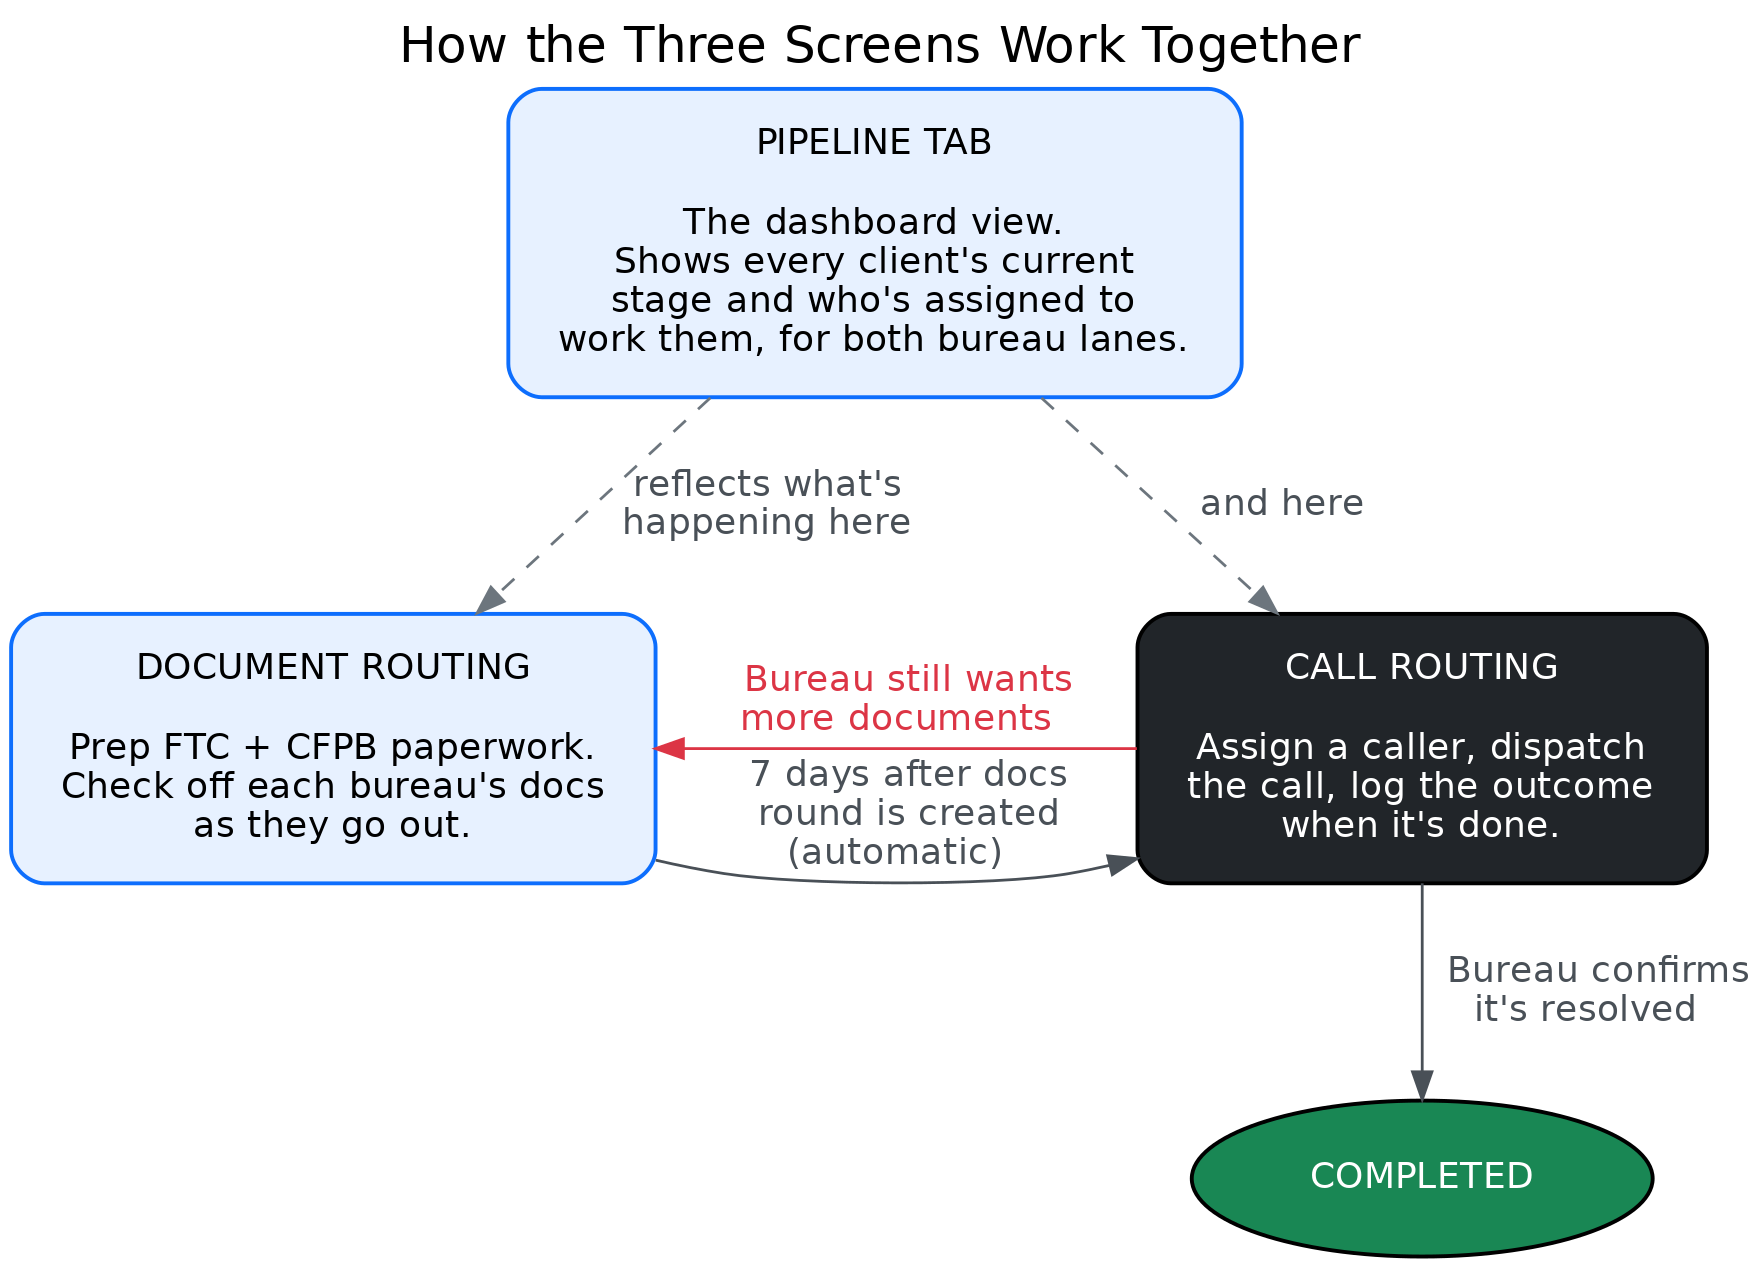 How the Three Screens Work Together
PIPELINE TAB
The dashboard view.
Shows every client's current
stage and who's assigned to
work them, for both bureau lanes.
reflects what's
happening here
and here
DOCUMENT ROUTING
Prep FTC + CFPB paperwork.
Check off each bureau's docs
as they go out.
Bureau still wants
more documents
7 days after docs
round is created
(automatic)
CALL ROUTING
Assign a caller, dispatch
the call, log the outcome
when it's done.
Bureau confirms
it's resolved
COMPLETED